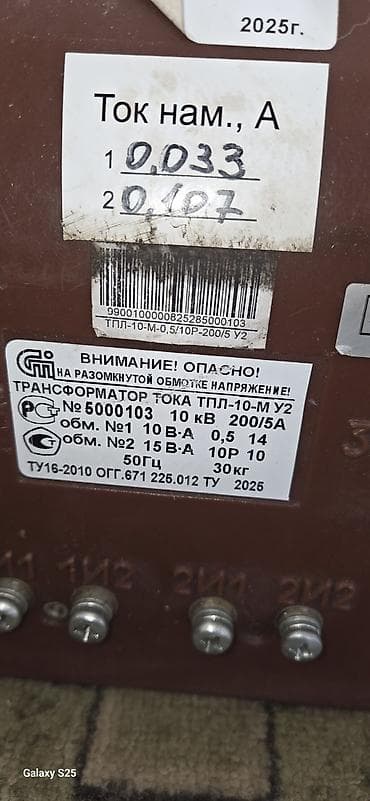 2025г.
Ток нам., А
1 0.033
2 0.107
99001000000825285000103
ТПЛ-10-М-0,5/10Р-200/5 У2
ВНИМАНИЕ! ОПАСНО!
НА РАЗОМКНУТОЙ ОБМОТКЕ НАПРЯЖЕНИЕ!
ТРАНСФОРМАТОР ТОКА ТПЛ-10-М У2
№ 5000103 10 кВ 200/5А
обм. №1 10 В·А 0,5 14
обм. №2 15 В·А 10Р 10
50Гц 30кг
ТУ16-2010 ОГГ.671 225.012 ТУ 2025
1И2 2И1 2И2
Galaxy S25